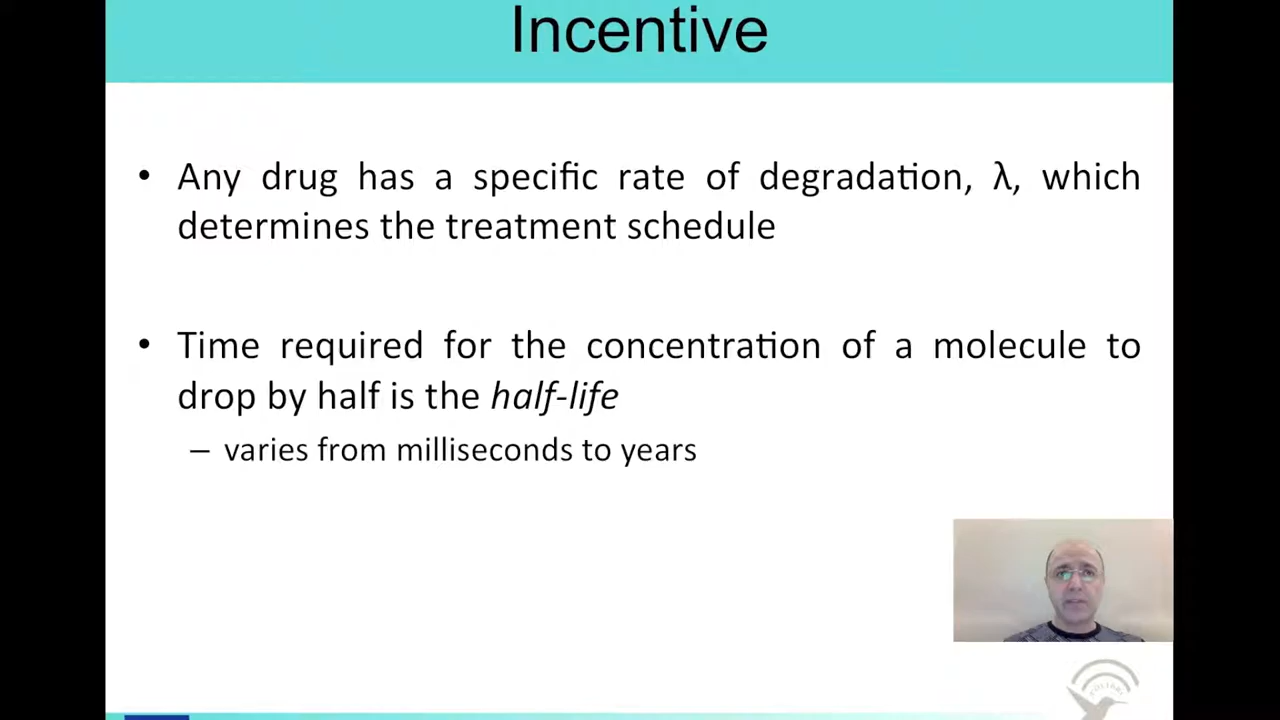 Incentive
• Any drug has a specific rate of degradation, λ, which
determines the treatment schedule
• Time required for the concentration of a molecule to
drop by half is the half-life
– varies from milliseconds to years